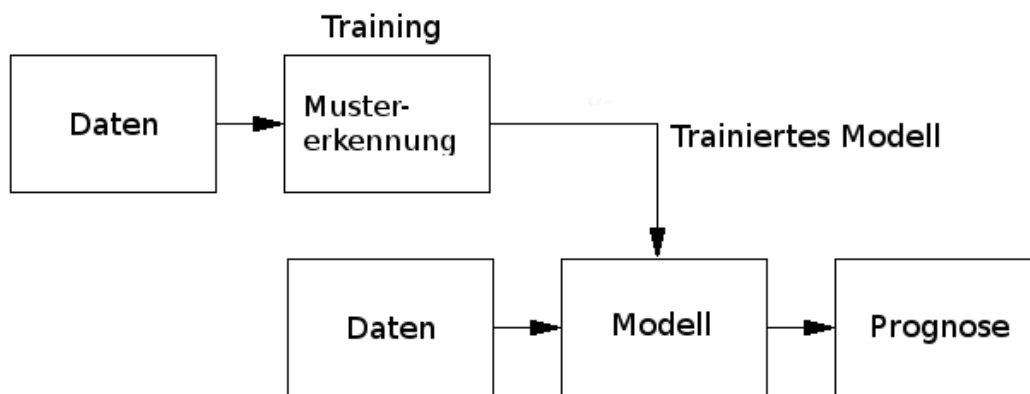 Training
Daten
Muster-
erkennung
Trainiertes Modell
Daten
Modell
Prognose